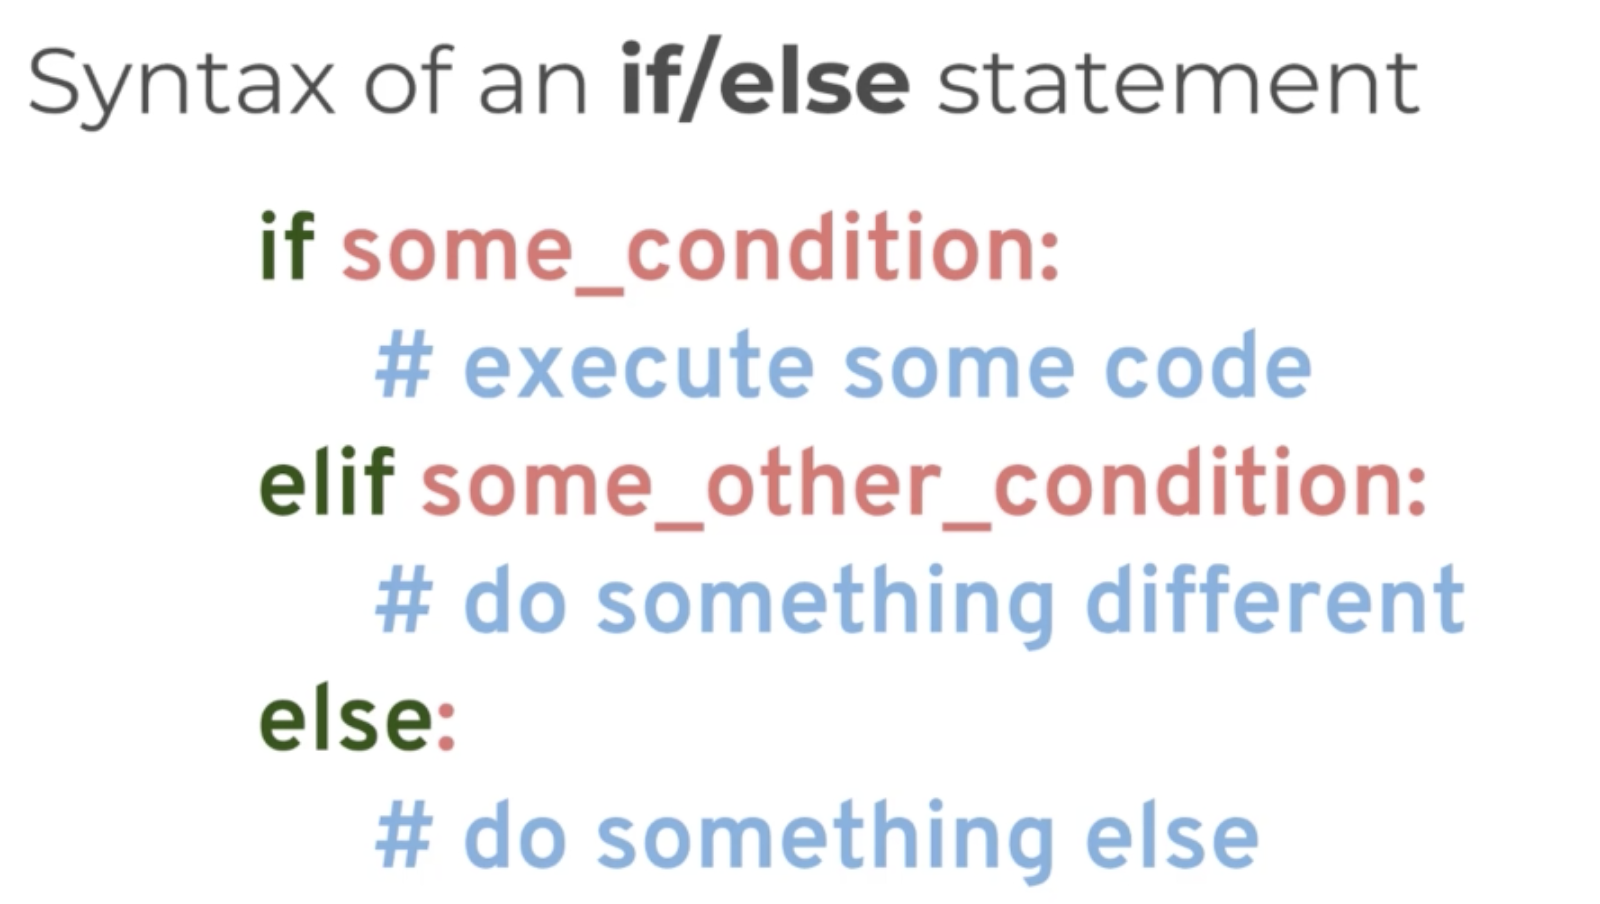 Syntax of an if/else statement
if some_condition:
# execute some code
elif some_other_condition:
# do something different
else:
# do something else